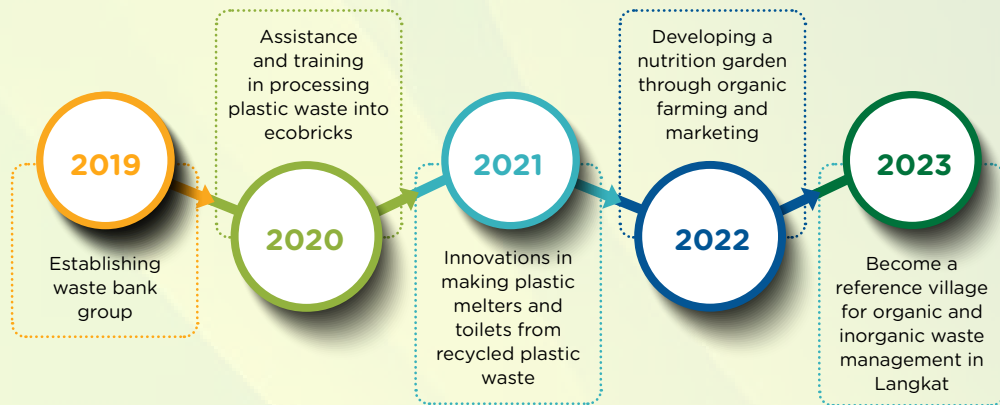 2019
Establishing
waste bank
group
Assistance
and training
in processing
plastic waste into
ecobricks
2020
2021
Innovations in
making plastic
melters and
toilets from
recycled plastic
waste
Developing a
nutrition garden
through organic
farming and
marketing
2022
2023
Become a
reference village
for organic and
inorganic waste
management in
Langkat